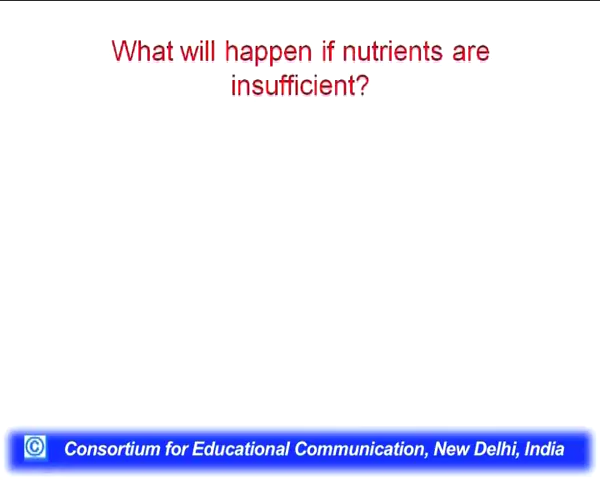 What will happen if nutrients are
insufficient?
© Consortium for Educational Communication, New Delhi, India